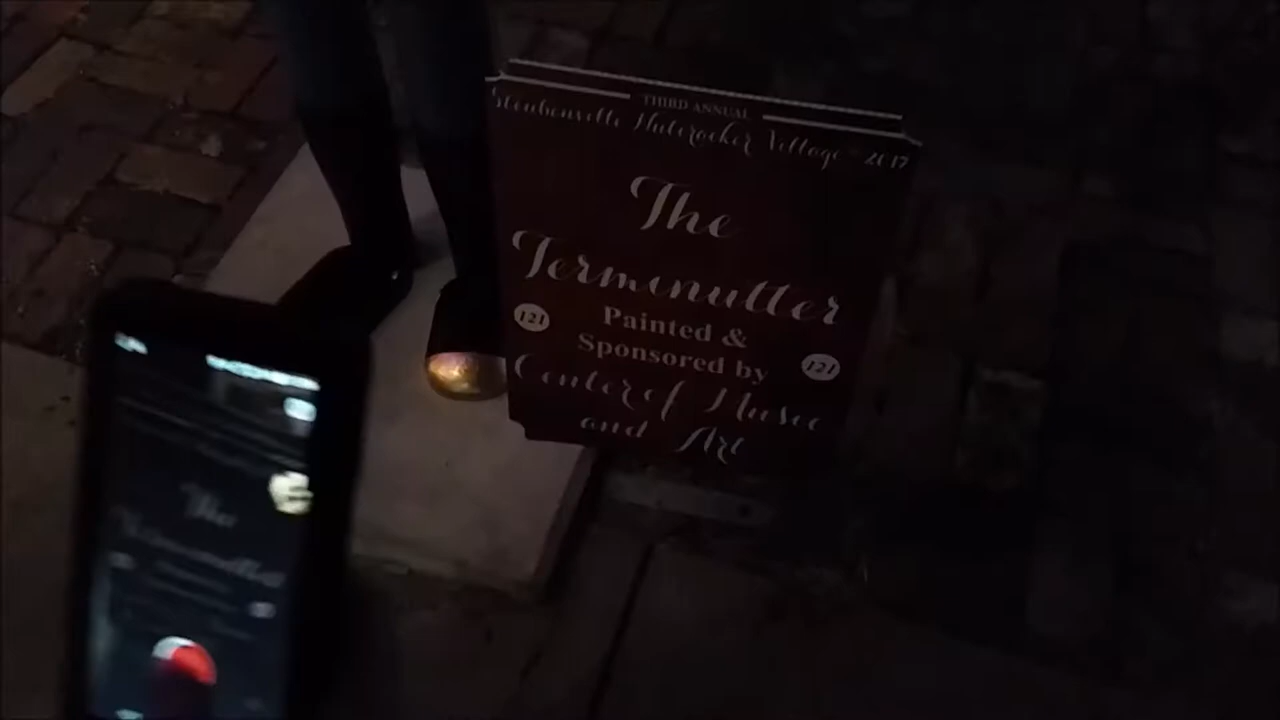 THIRD ANNUAL
Steubenville Nutcracker Village 2017
The
Terminutter
121
Painted &
Sponsored by
121
Center of Music
and Art